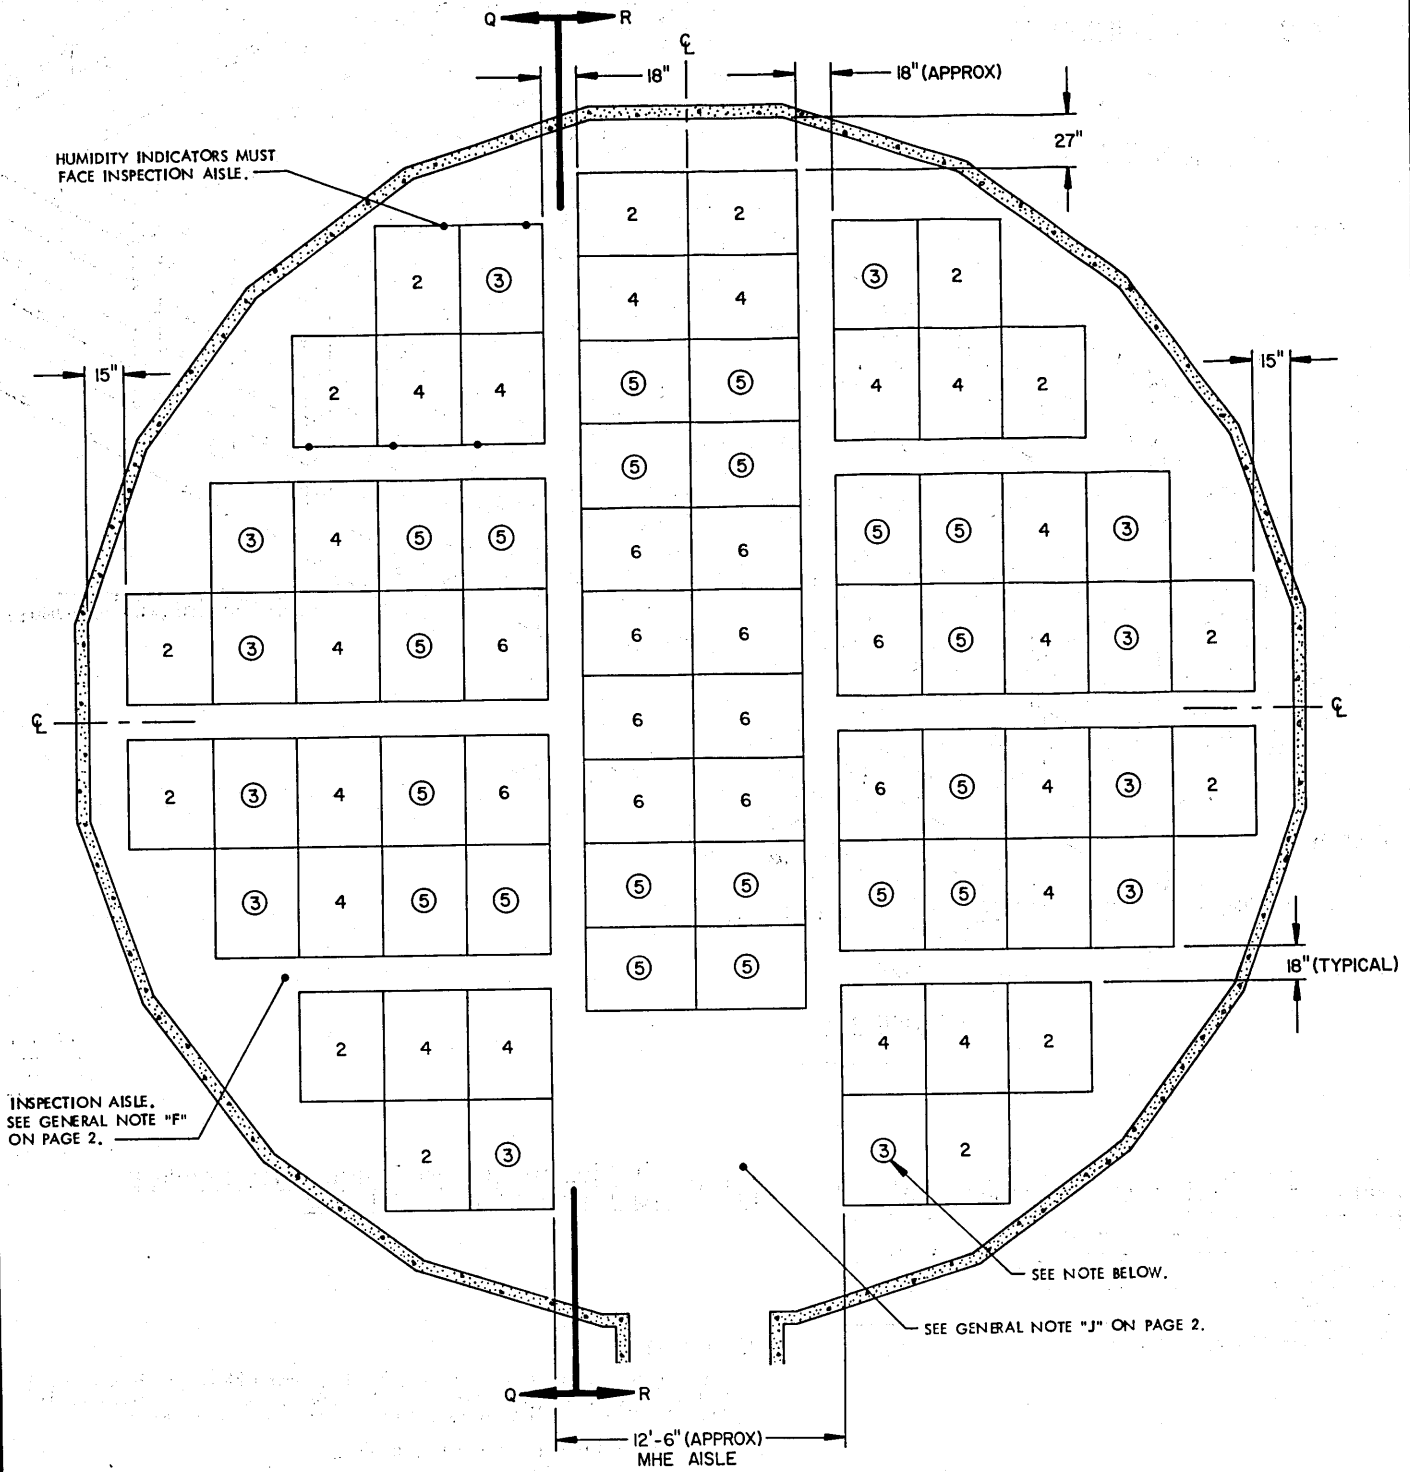 Q R
℄
18" 18" (APPROX)
27"
HUMIDITY INDICATORS MUST
FACE INSPECTION AISLE.
2 2
2 3 3 2
4 4
15" 2 4 4 5 5 4 4 2 15"
5 5
3 4 5 5 6 6 5 5 4 3
2 3 4 5 6 6 6 6 5 4 3 2
℄ 6 6 ℄
2 3 4 5 6 6 6 6 5 4 3 2
3 4 5 5 5 5 5 5 4 3
5 5 18" (TYPICAL)
2 4 4 4 4 2
INSPECTION AISLE.
SEE GENERAL NOTE "F"
ON PAGE 2.
2 3 3 2
SEE NOTE BELOW.
SEE GENERAL NOTE "J" ON PAGE 2.
Q R
12'-6" (APPROX)
MHE AISLE